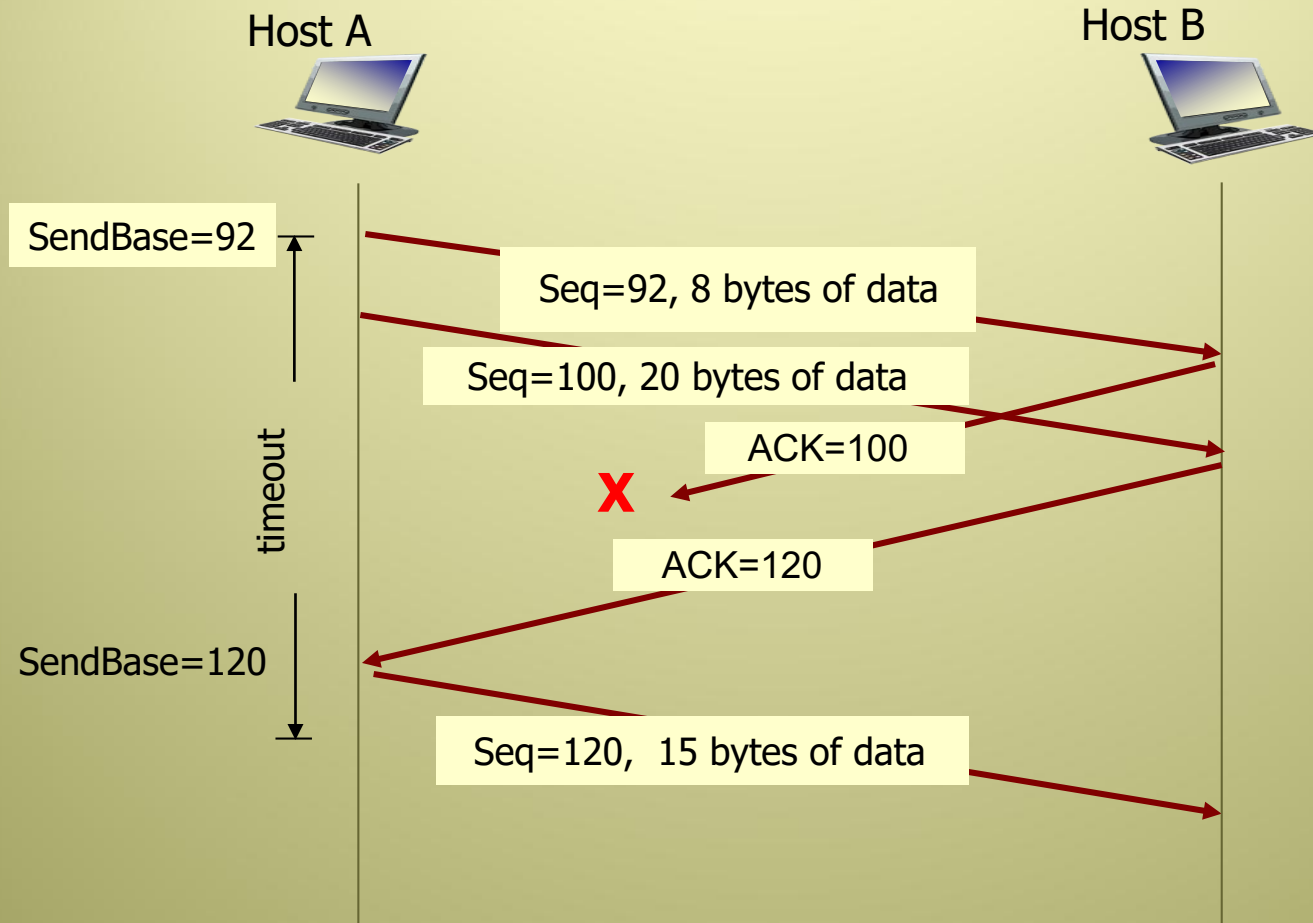 Host A
Host B
SendBase=92
Seq=92, 8 bytes of data
Seq=100, 20 bytes of data
ACK=100
timeout
X
ACK=120
SendBase=120
Seq=120, 15 bytes of data